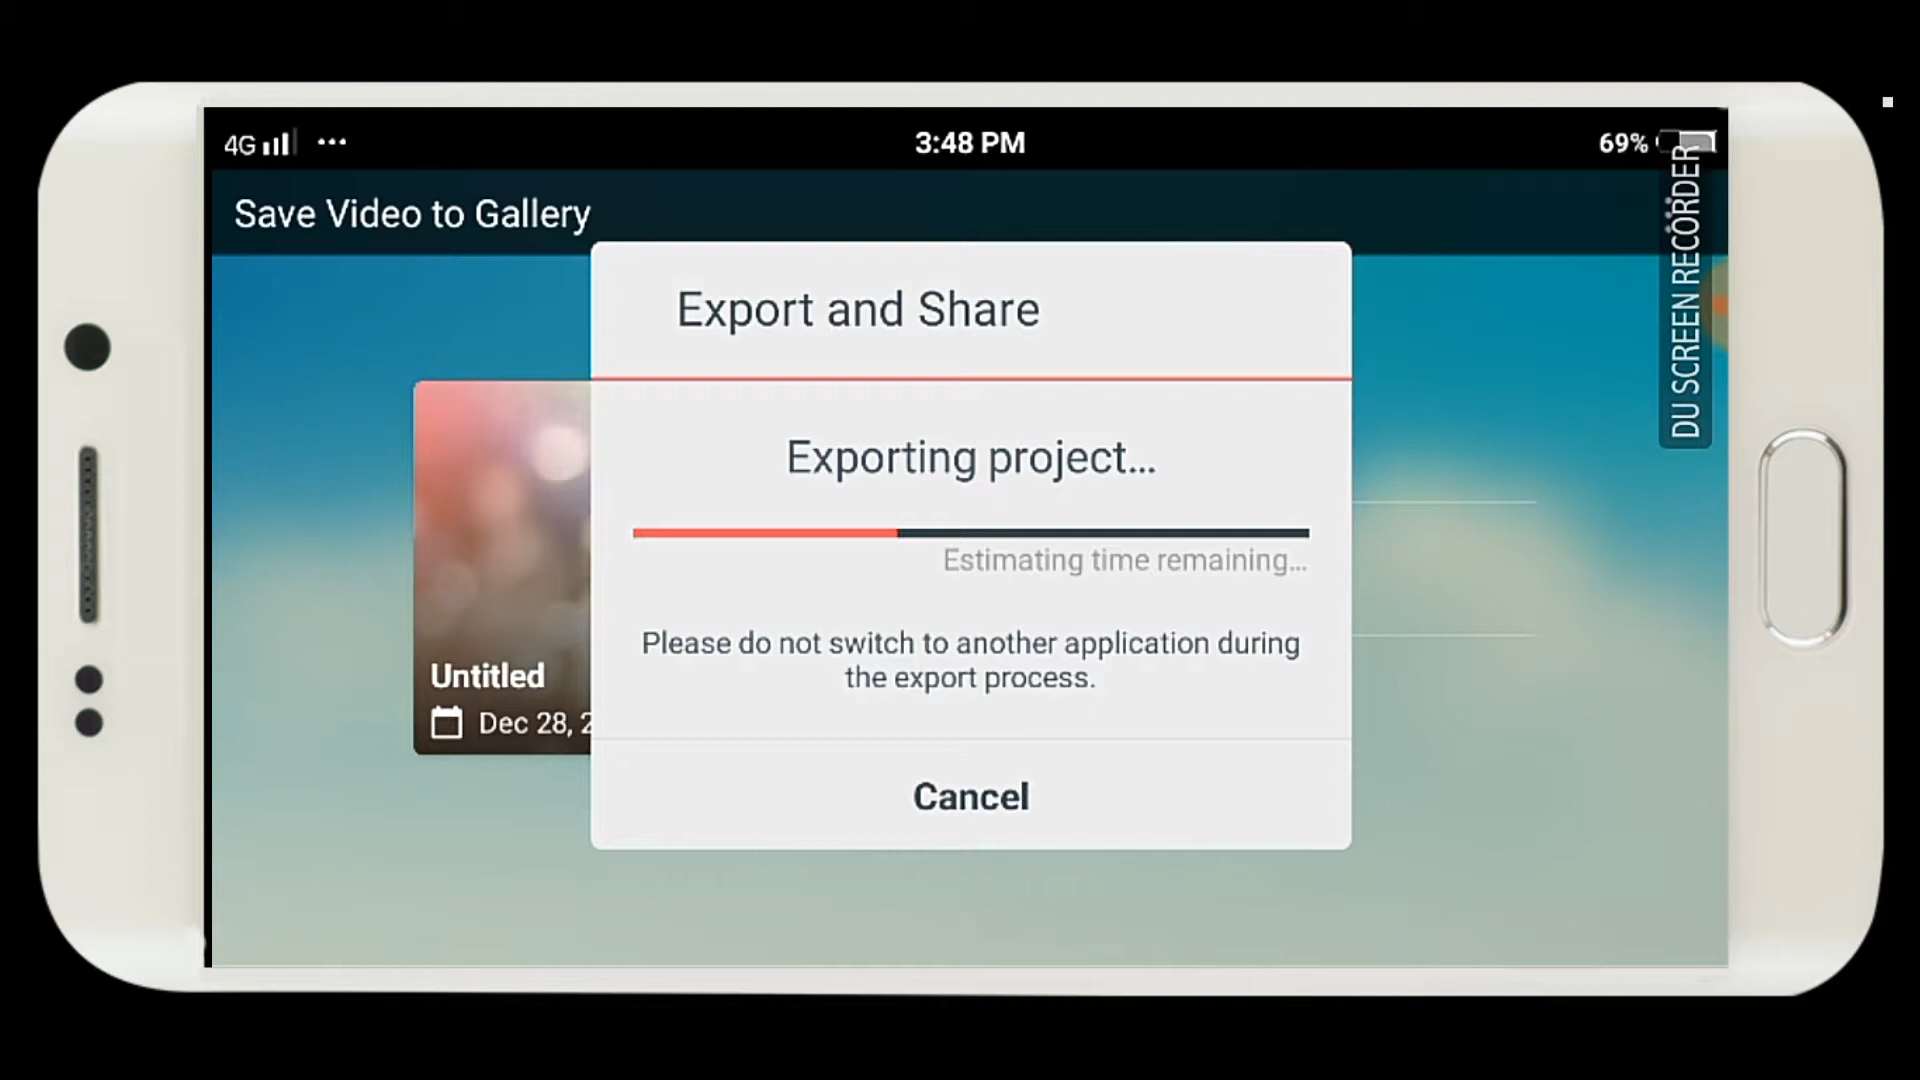 4G
3:48 PM
69%
Save Video to Gallery
DU SCREEN RECORDER
Export and Share
Exporting project...
Estimating time remaining...
Please do not switch to another application during
the export process.
Untitled
Dec 28, 2
Cancel